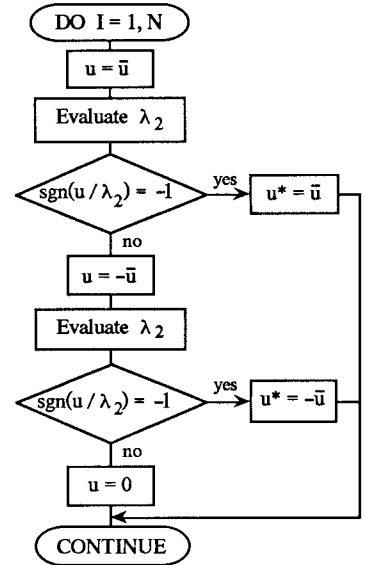 DO I = 1, N
u = ū
Evaluate λ₂
sgn(u / λ₂) = -1
yes
u* = ū
no
u = -ū
Evaluate λ₂
sgn(u / λ₂) = -1
yes
u* = -ū
no
u = 0
CONTINUE